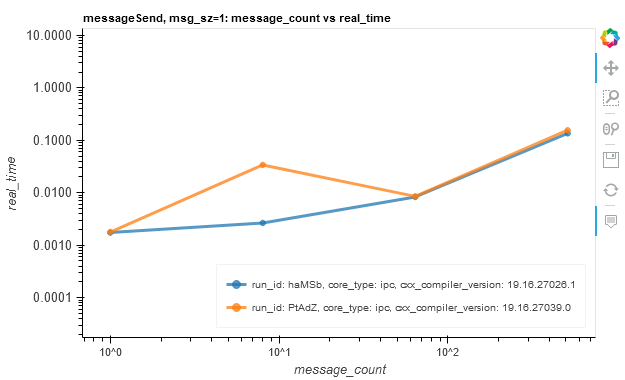 messageSend, msg_sz=1: message_count vs real_time
10.0000
1.0000
0.1000
0.0100
0.0010
0.0001
real_time
run_id: haMSb, core_type: ipc, cxx_compiler_version: 19.16.27026.1
run_id: PtAdZ, core_type: ipc, cxx_compiler_version: 19.16.27039.0
10^0 10^1 10^2
message_count